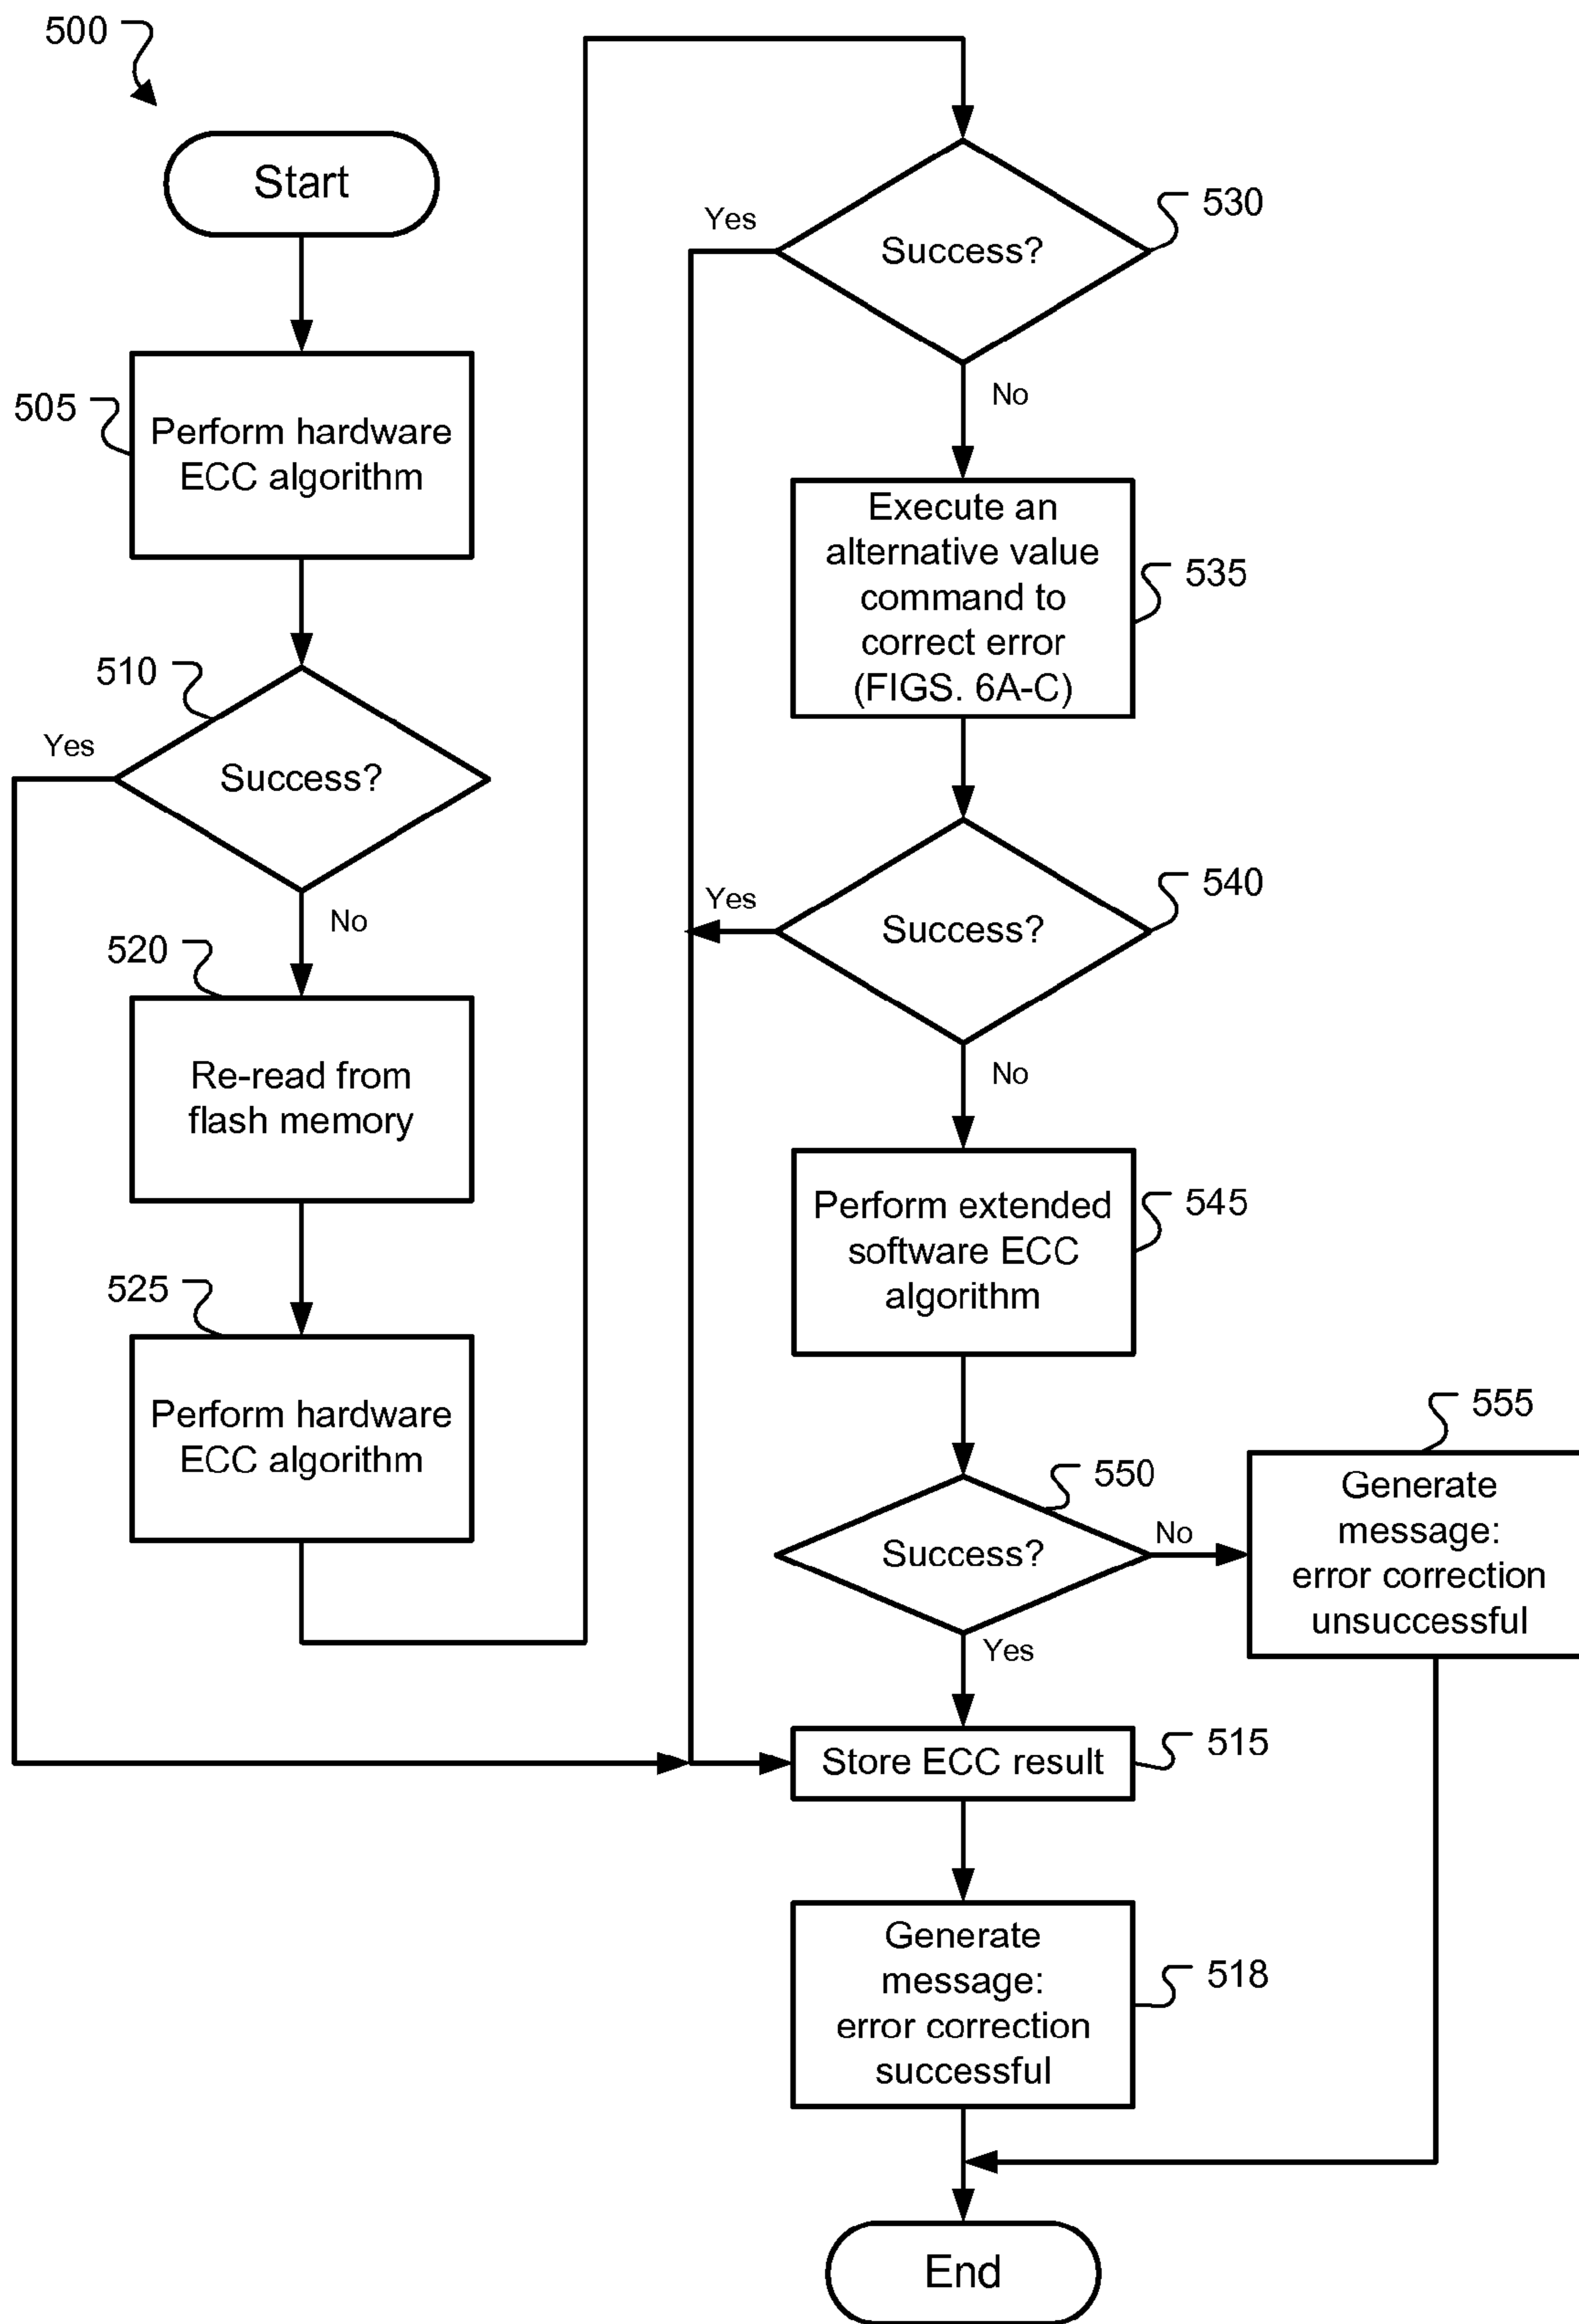 500
Start
505
Perform hardware
ECC algorithm
510
Yes
Success?
No
520
Re-read from
flash memory
525
Perform hardware
ECC algorithm
530
Yes
Success?
No
Execute an
alternative value
command to
correct error
(FIGS. 6A-C)
535
540
Yes
Success?
No
Perform extended
software ECC
algorithm
545
550
Success?
No
Yes
555
Generate
message:
error correction
unsuccessful
Store ECC result
515
Generate
message:
error correction
successful
518
End